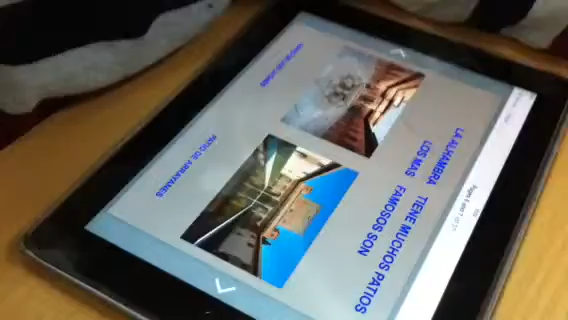 LA ALHAMBRA TIENE MUCHOS PATIOS
LOS MAS FAMOSOS SON
PATIO DE ARRAYANES